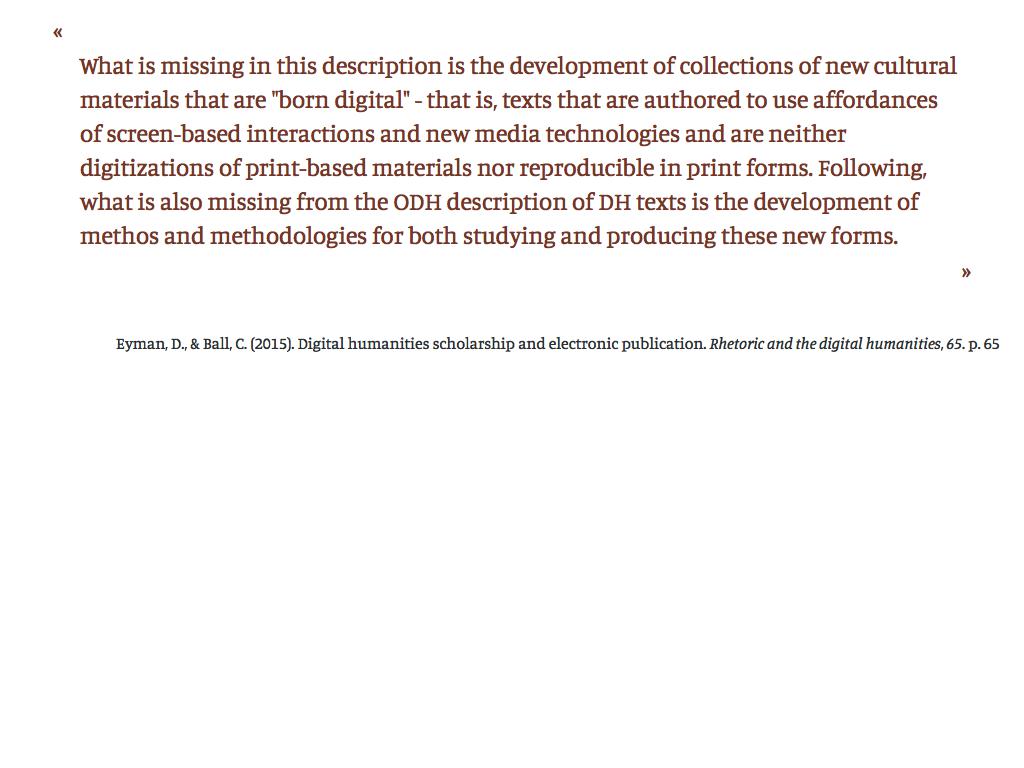 «
What is missing in this description is the development of collections of new cultural
materials that are "born digital" - that is, texts that are authored to use affordances
of screen-based interactions and new media technologies and are neither
digitizations of print-based materials nor reproducible in print forms. Following,
what is also missing from the ODH description of DH texts is the development of
methos and methodologies for both studying and producing these new forms.
»
Eyman, D., & Ball, C. (2015). Digital humanities scholarship and electronic publication. Rhetoric and the digital humanities, 65. p. 65